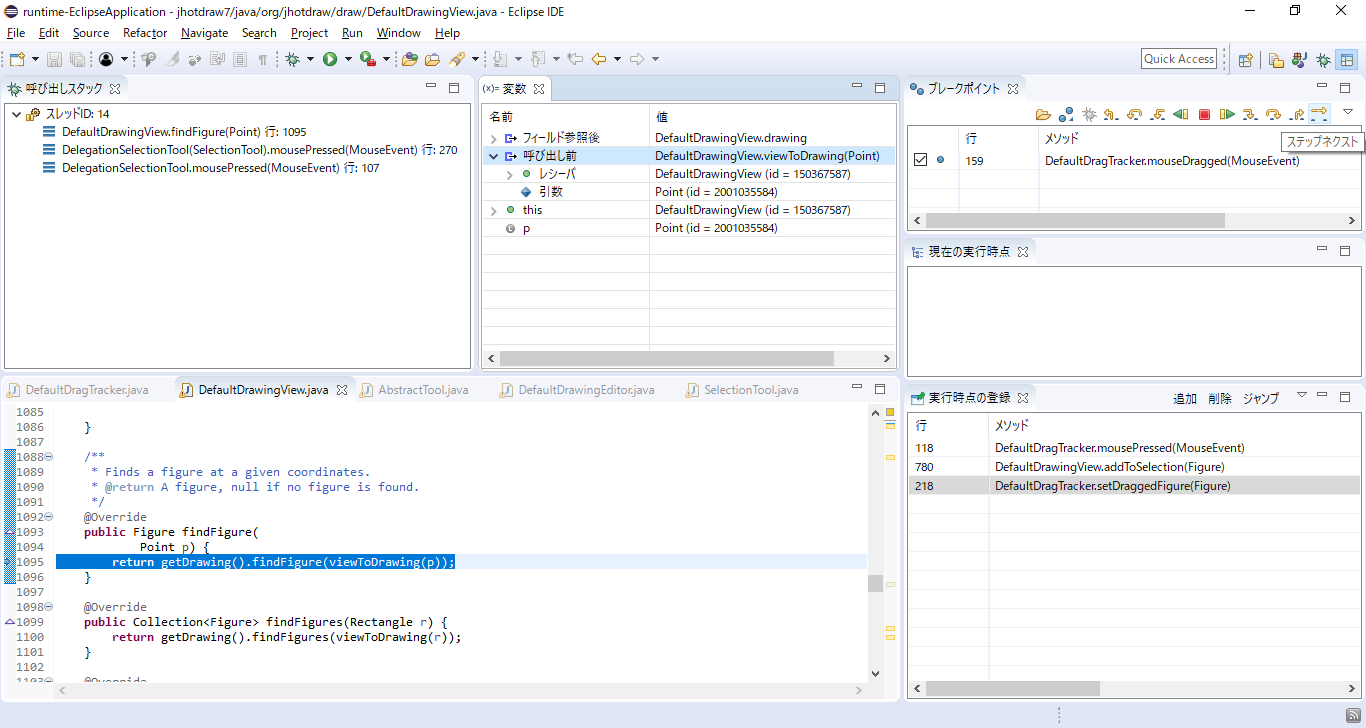 runtime-EclipseApplication - jhotdraw7/java/org/jhotdraw/draw/DefaultDrawingView.java - Eclipse IDE
File Edit Source Refactor Navigate Search Project Run Window Help
Quick Access
呼び出しスタック
スレッドID: 14
DefaultDrawingView.findFigure(Point) 行: 1095
DelegationSelectionTool(SelectionTool).mousePressed(MouseEvent) 行: 270
DelegationSelectionTool.mousePressed(MouseEvent) 行: 107
(x)= 変数
名前 値
フィールド参照後 DefaultDrawingView.drawing
呼び出し前 DefaultDrawingView.viewToDrawing(Point)
レシーバ DefaultDrawingView (id = 150367587)
引数 Point (id = 2001035584)
this DefaultDrawingView (id = 150367587)
p Point (id = 2001035584)
ブレークポイント
行 メソッド
ステップネクスト
159 DefaultDragTracker.mouseDragged(MouseEvent)
現在の実行時点
実行時点の登録 追加 削除 ジャンプ
行 メソッド
118 DefaultDragTracker.mousePressed(MouseEvent)
780 DefaultDrawingView.addToSelection(Figure)
218 DefaultDragTracker.setDraggedFigure(Figure)
DefaultDragTracker.java DefaultDrawingView.java AbstractTool.java DefaultDrawingEditor.java SelectionTool.java
1085
1086 }
1087
1088 /**
1089 * Finds a figure at a given coordinates.
1090 * @return A figure, null if no figure is found.
1091 */
1092 @Override
1093 public Figure findFigure(
1094 Point p) {
1095 return getDrawing().findFigure(viewToDrawing(p));
1096 }
1097
1098 @Override
1099 public Collection<Figure> findFigures(Rectangle r) {
1100 return getDrawing().findFigures(viewToDrawing(r));
1101 }
1102
1103 @Override